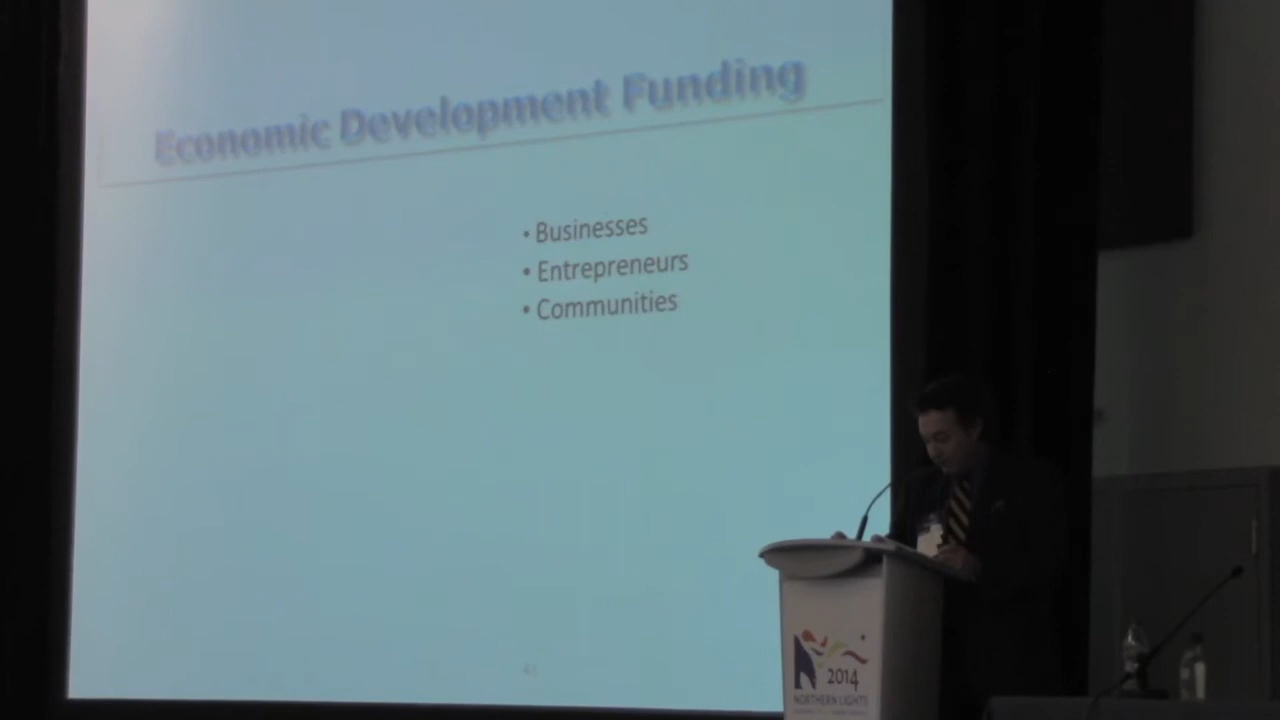 Economic Development Funding
• Businesses
• Entrepreneurs
• Communities
2014
NORTHERN LIGHTS